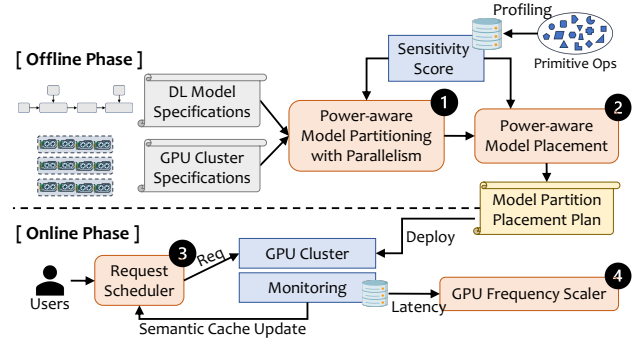 Profiling
[ Offline Phase ]
Sensitivity
Score
Primitive Ops
DL Model
Specifications
1
2
Power-aware
Model Partitioning
with Parallelism
Power-aware
Model Placement
GPU Cluster
Specifications
Model Partition
Placement Plan
[ Online Phase ]
3
Req
GPU Cluster
Deploy
4
Users
Request
Scheduler
Monitoring
Latency
GPU Frequency Scaler
Semantic Cache Update